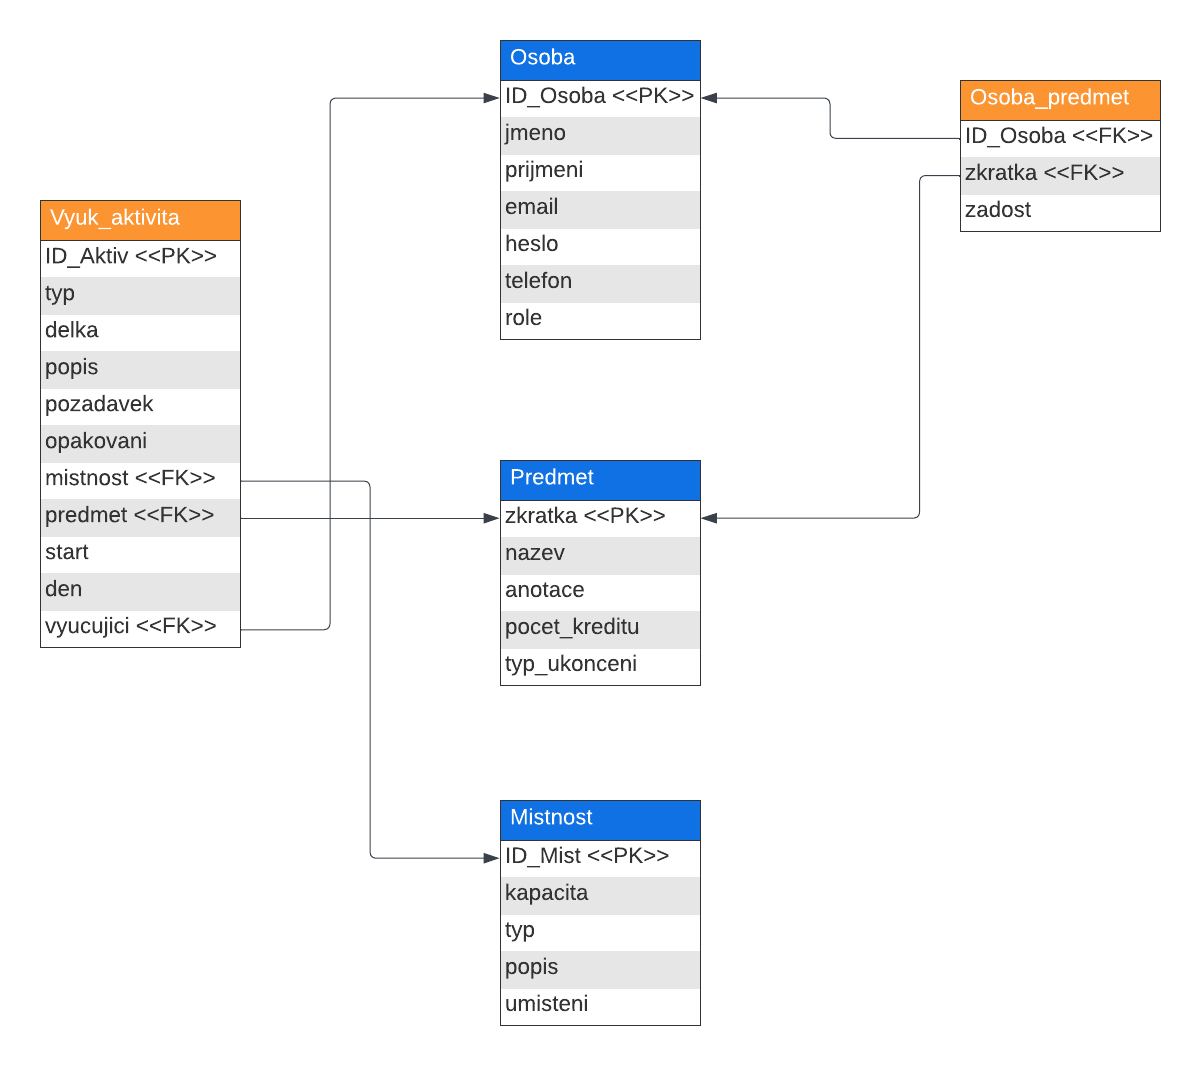 Osoba
ID_Osoba <<PK>>
jmeno
prijmeni
email
heslo
telefon
role
Osoba_predmet
ID_Osoba <<FK>>
zkratka <<FK>>
zadost
Vyuk_aktivita
ID_Aktiv <<PK>>
typ
delka
popis
pozadavek
opakovani
mistnost <<FK>>
predmet <<FK>>
start
den
vyucujici <<FK>>
Predmet
zkratka <<PK>>
nazev
anotace
pocet_kreditu
typ_ukonceni
Mistnost
ID_Mist <<PK>>
kapacita
typ
popis
umisteni